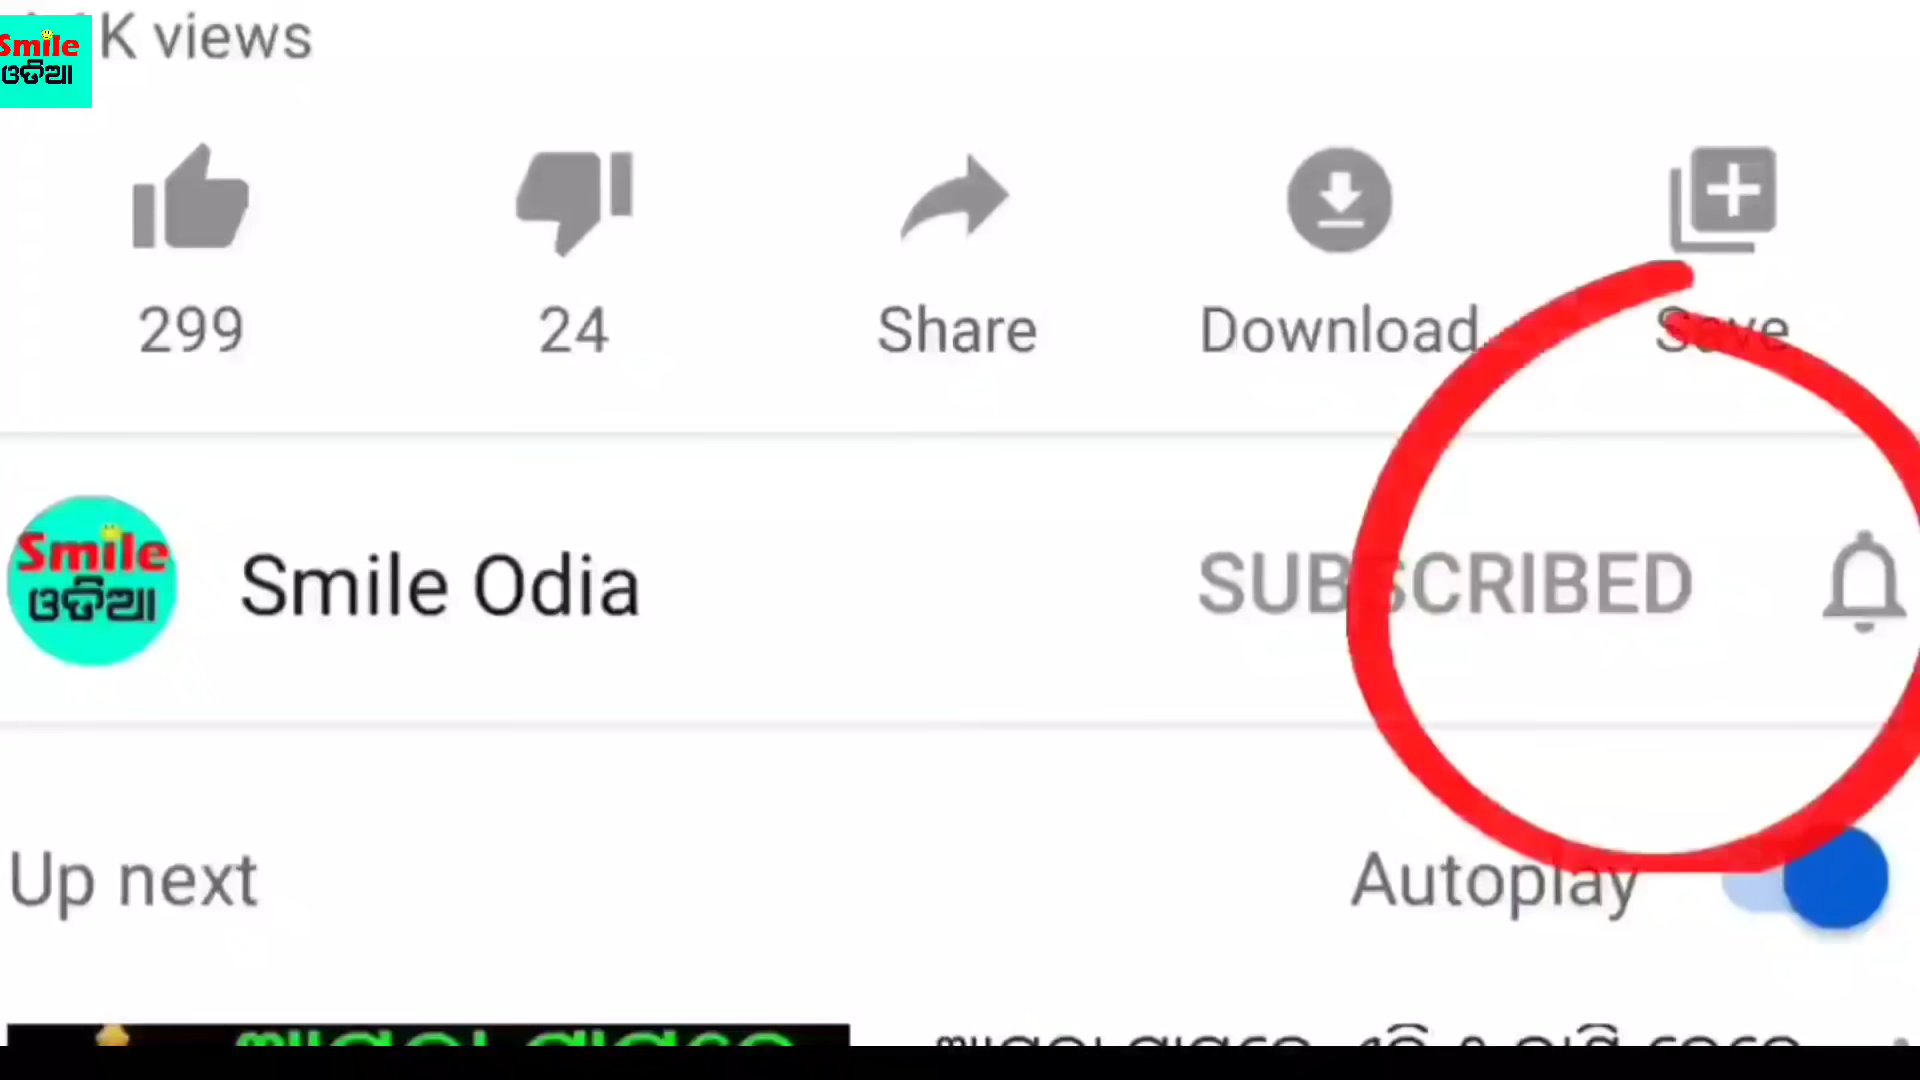 Smile
ଓଡିଆ
K views
299
24
Share
Download
Save
Smile
ଓଡିଆ
Smile Odia
SUBSCRIBED
Up next
Autoplay